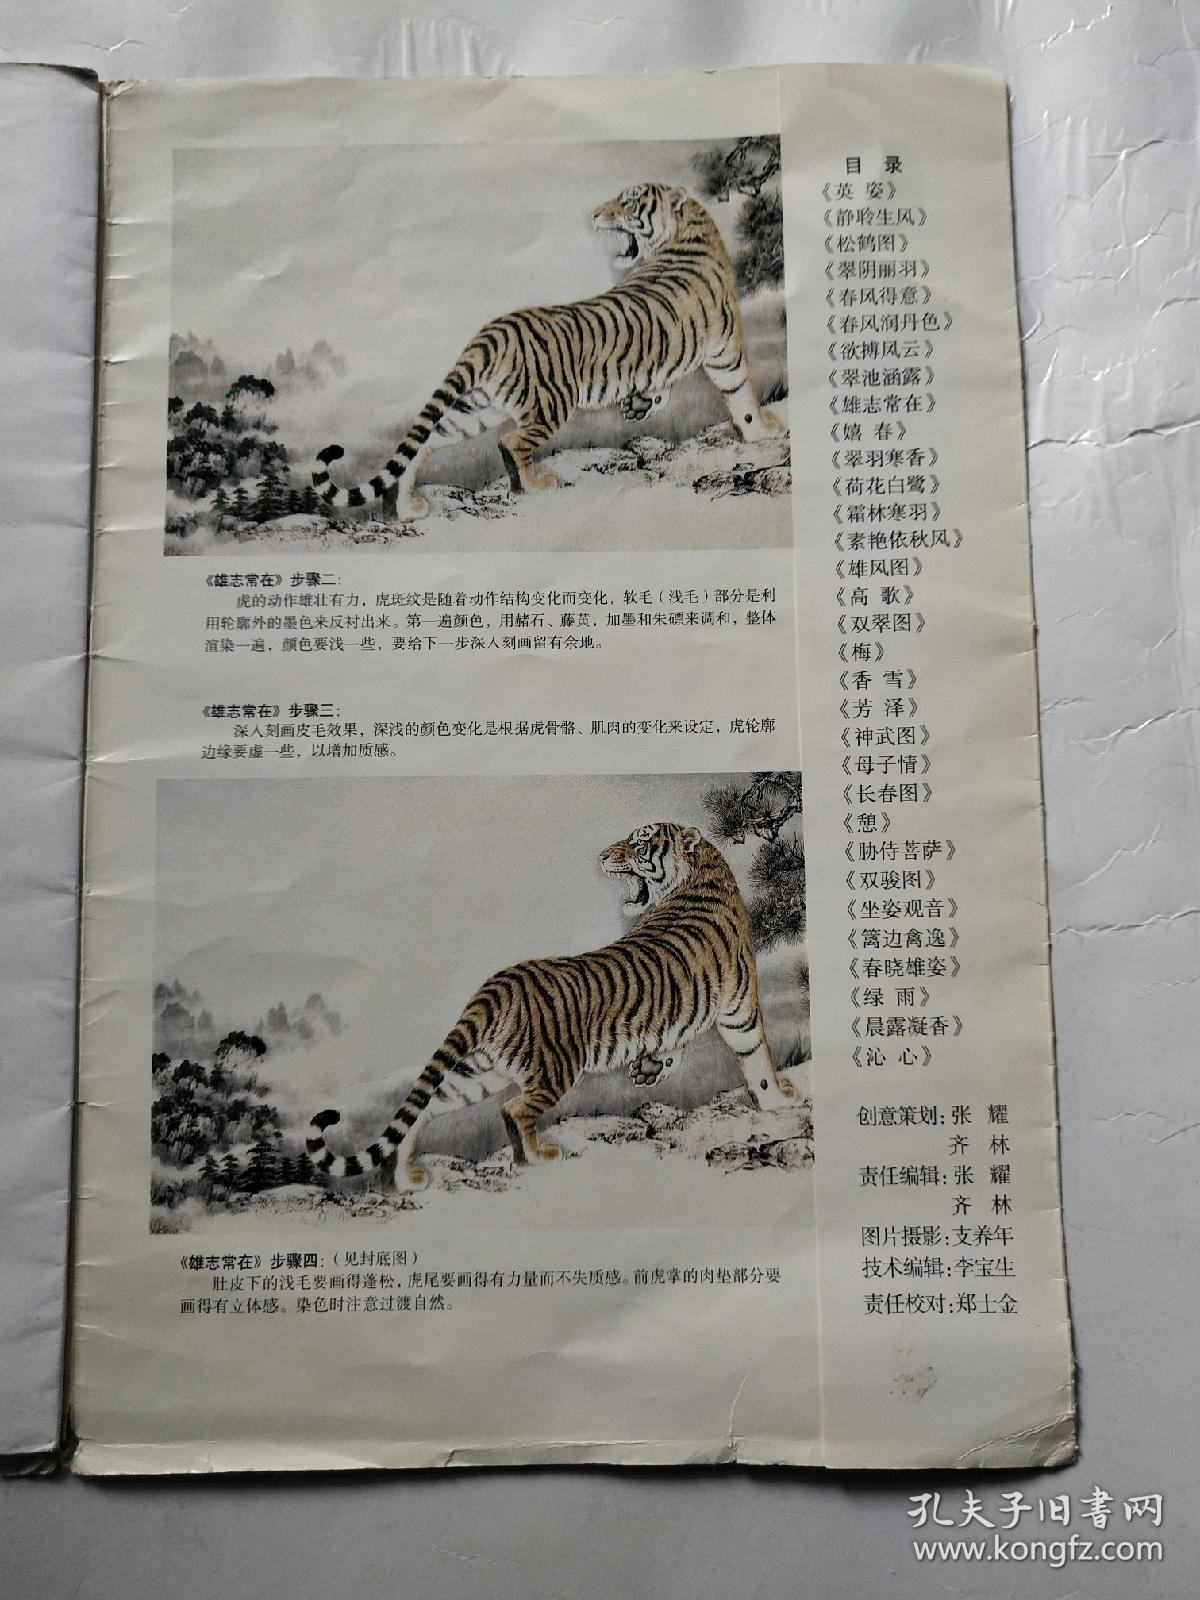 《雄志常在》步骤二：
虎的动作雄壮有力，虎斑纹是随着动作结构变化而变化，软毛（浅毛）部分是利
用轮廓外的墨色来反衬出来。第一遍颜色，用赭石、藤黄，加墨和朱磦来调和，整体
渲染一遍，颜色要浅一些，要给下一步深入刻画留有余地。
《雄志常在》步骤三：
深入刻画皮毛效果，深浅的颜色变化是根据虎骨骼、肌肉的变化来设定，虎轮廓
边缘要虚一些，以增加质感。
《雄志常在》步骤四：（见封底图）
肚皮下的浅毛要画得蓬松，虎尾要画得有力量而不失质感。前虎掌的肉垫部分要
画得有立体感。染色时注意过渡自然。
目 录
《英 姿》
《静聆生风》
《松鹤图》
《翠阴丽羽》
《春风得意》
《春风润丹色》
《欲搏风云》
《翠池涵露》
《雄志常在》
《嬉 春》
《翠羽寒香》
《荷花白鹭》
《霜林寒羽》
《素艳依秋风》
《雄风图》
《高 歌》
《双翠图》
《梅》
《香 雪》
《芳 泽》
《神武图》
《母子情》
《长春图》
《憩》
《胁侍菩萨》
《双骏图》
《坐姿观音》
《篱边禽逸》
《春晓雄姿》
《绿 雨》
《晨露凝香》
《沁 心》
创意策划：张 耀
齐 林
责任编辑：张 耀
齐 林
图片摄影：支养年
技术编辑：李宝生
责任校对：郑士金
孔夫子旧书网
www.kongfz.com